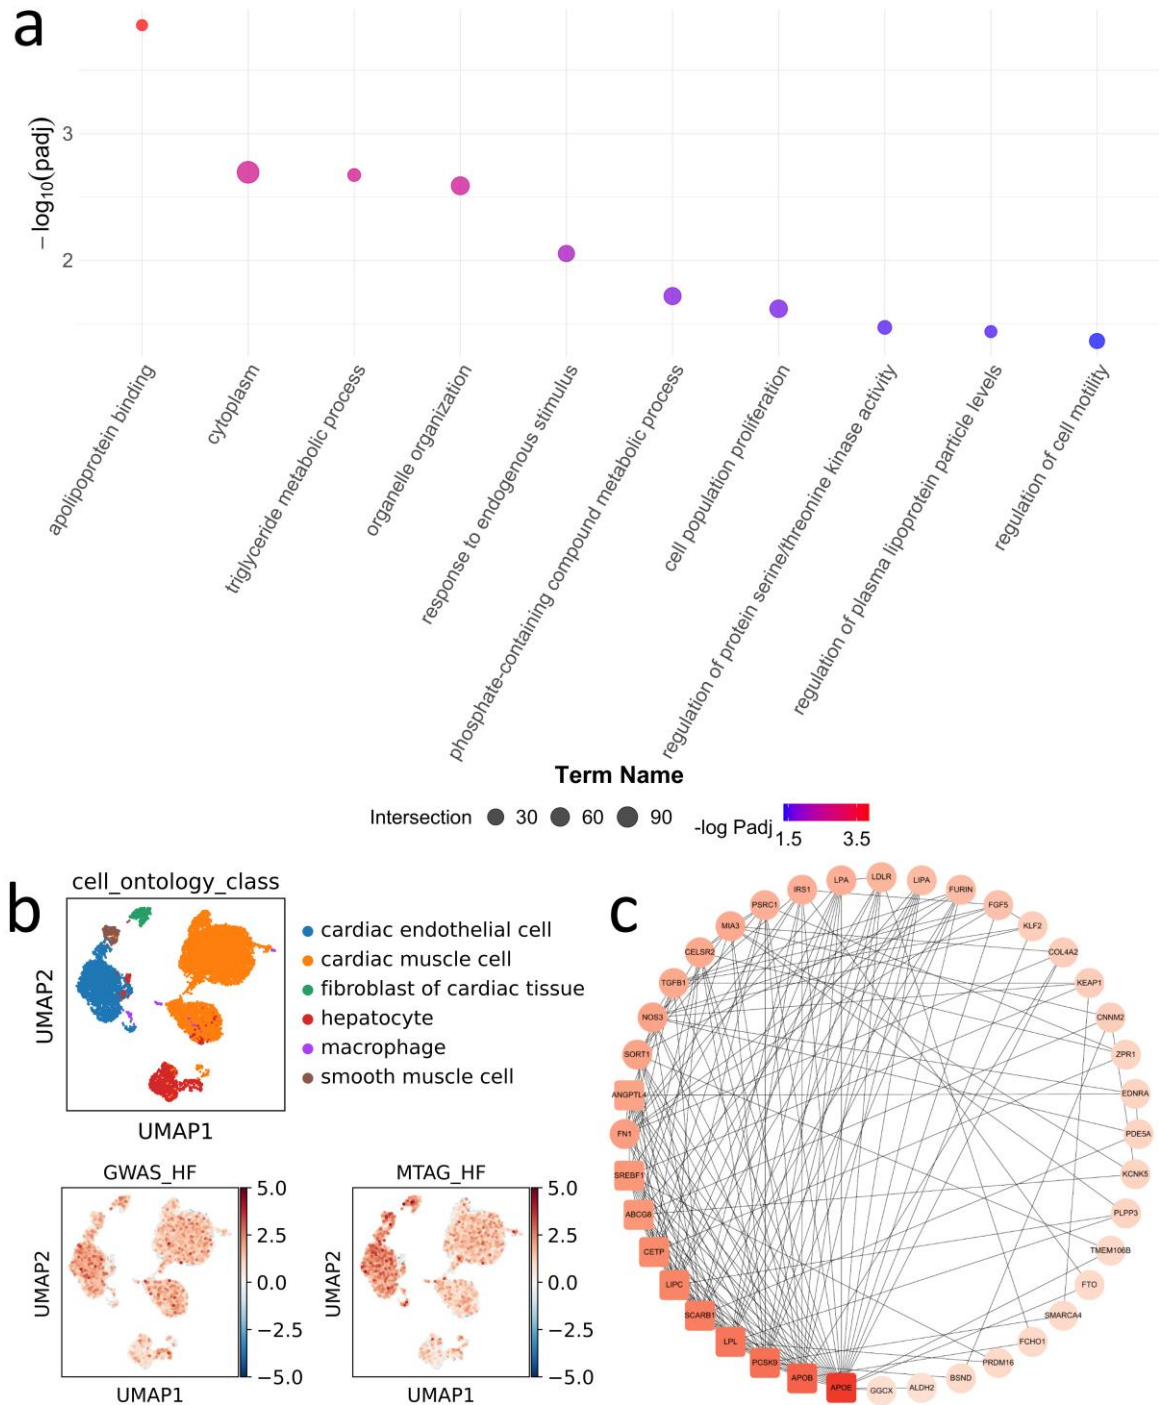 a
−log10(padj)
3
2
apolipoprotein binding
cytoplasm
triglyceride metabolic process
organelle organization
response to endogenous stimulus
phosphate-containing compound metabolic process
cell population proliferation
regulation of protein serine/threonine kinase activity
regulation of plasma lipoprotein particle levels
regulation of cell motility
Term Name
Intersection 30 60 90
-log Padj 1.5 3.5
b
cell_ontology_class
UMAP2
UMAP1
cardiac endothelial cell
cardiac muscle cell
fibroblast of cardiac tissue
hepatocyte
macrophage
smooth muscle cell
GWAS_HF
UMAP2
UMAP1
5.0
2.5
0.0
−2.5
−5.0
MTAG_HF
UMAP2
UMAP1
5.0
2.5
0.0
−2.5
−5.0
c
LPA
LDLR
LIPA
FURIN
FGF5
KLF2
COL4A2
KEAP1
CNNM2
ZPR1
EDNRA
PDE5A
KCNK5
PLPP3
TMEM106B
FTO
SMARCA4
FCHO1
PRDM16
BSND
ALDH2
GGCX
APOE
APOB
PCSK9
LPL
SCARB1
LIPC
CETP
ABCG8
SREBF1
FN1
ANGPTL4
SORT1
NOS3
TGFB1
CELSR2
MIA3
PSRC1
IRS1